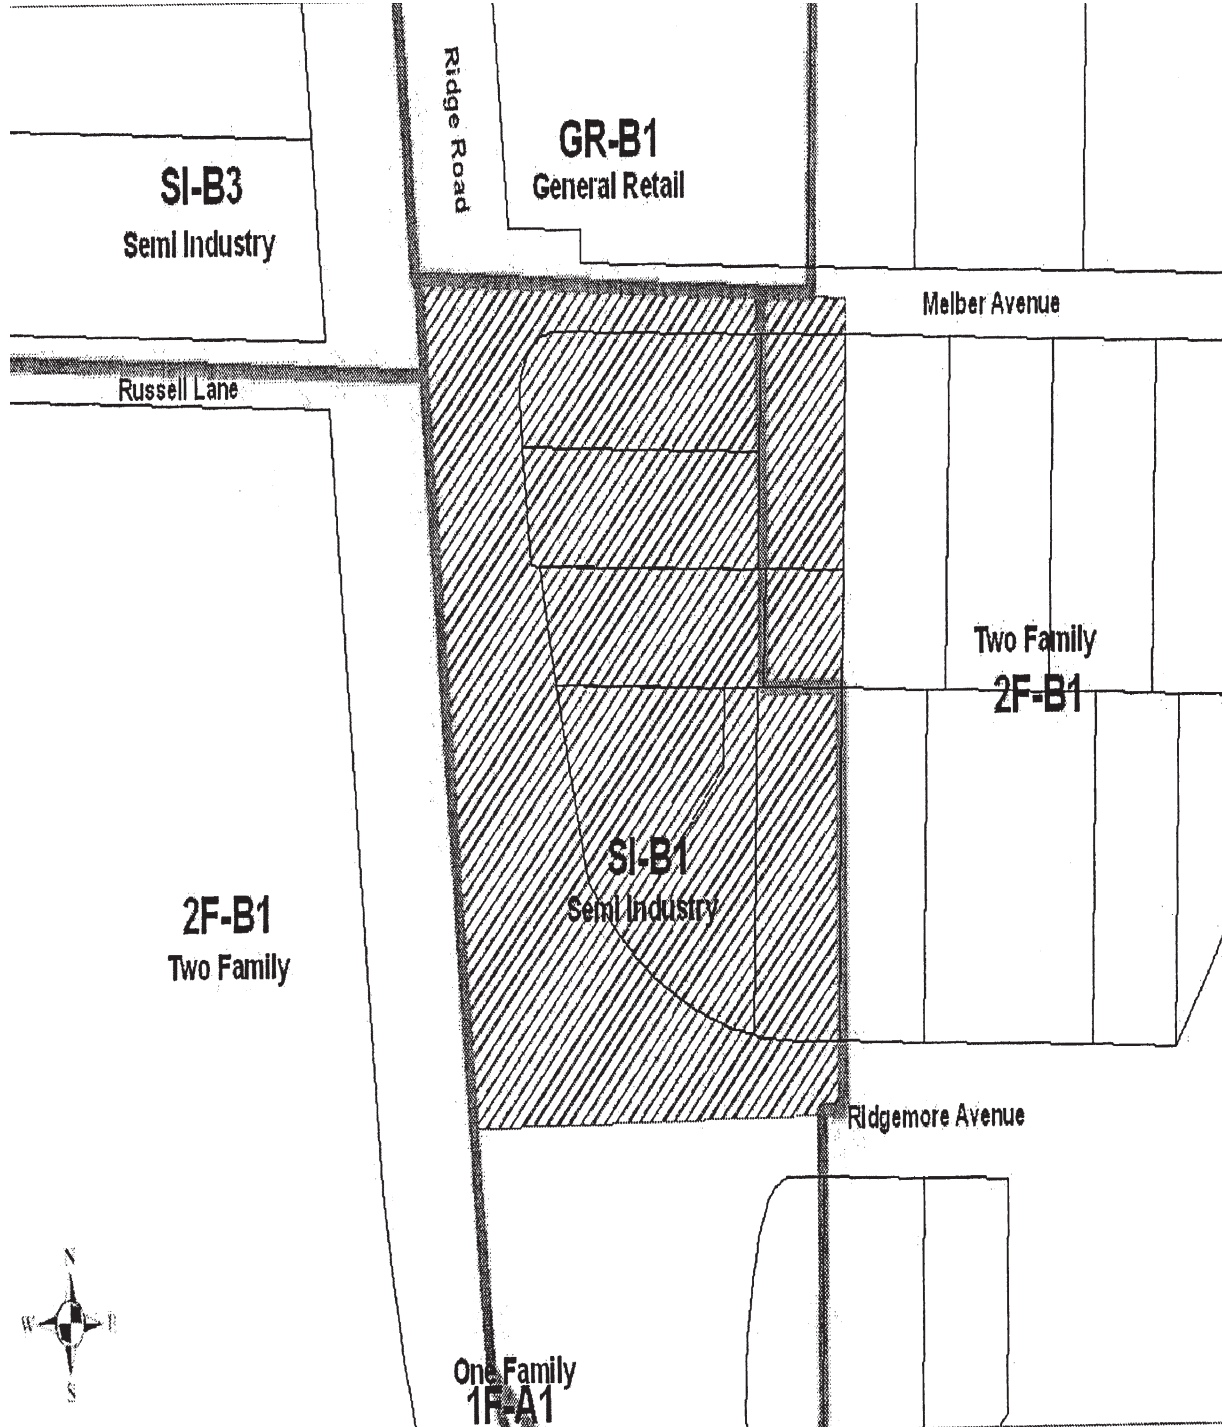 Ridge Road
GR-B1
General Retail
SI-B3
Semi Industry
Melber Avenue
Russell Lane
Two Family
2F-B1
SI-B1
Semi Industry
2F-B1
Two Family
Ridgemore Avenue
N
W E
S
One Family
1F-A1